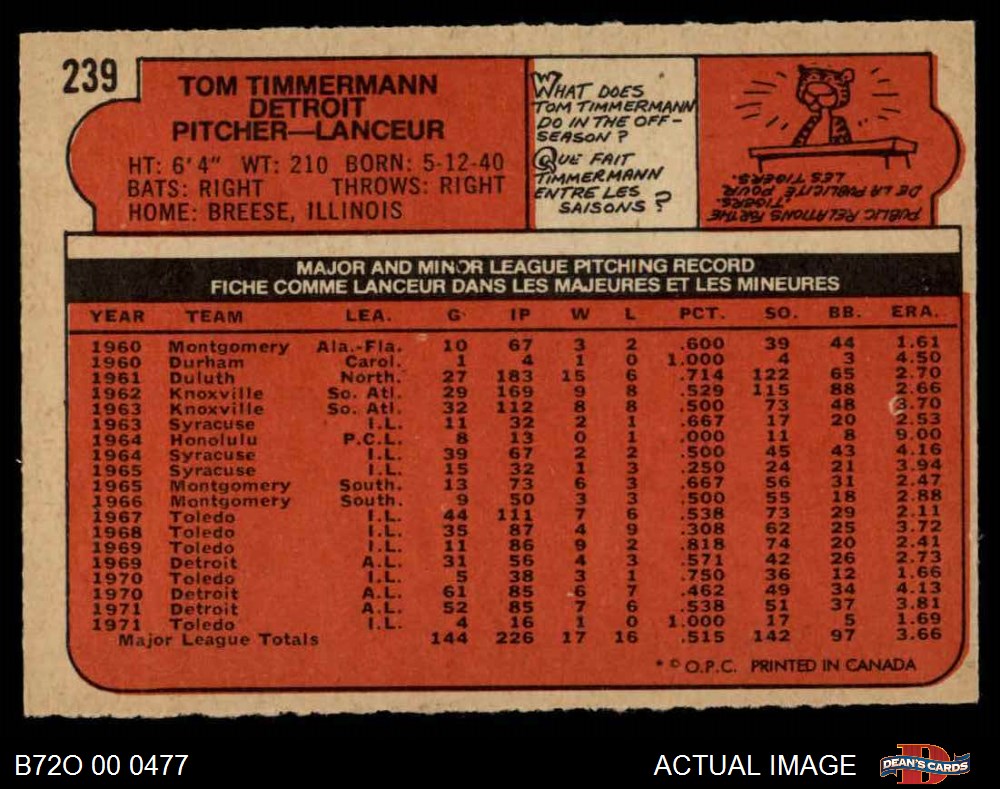 239
TOM TIMMERMANN
DETROIT
PITCHER—LANCEUR
HT: 6'4" WT: 210 BORN: 5-12-40
BATS: RIGHT THROWS: RIGHT
HOME: BREESE, ILLINOIS
WHAT DOES
TOM TIMMERMANN
DO IN THE OFF-
SEASON?
QUE FAIT
TIMMERMANN
ENTRE LES
SAISONS?
PUBLIC RELATIONS FOR THE
"TIGERS.
DE LA PUBLICITÉ POUR
LES TIGERS.
MAJOR AND MINOR LEAGUE PITCHING RECORD
FICHE COMME LANCEUR DANS LES MAJEURES ET LES MINEURES
YEAR TEAM LEA. G IP W L PCT. SO. BB. ERA.
1960 Montgomery Ala.-Fla. 10 67 3 2 .600 39 44 1.61
1960 Durham Carol. 1 4 1 0 1.000 4 3 4.50
1961 Duluth North. 27 183 15 6 .714 122 65 2.70
1962 Knoxville So. Atl. 29 169 9 8 .529 115 88 2.66
1963 Knoxville So. Atl. 32 112 8 8 .500 73 48 3.70
1963 Syracuse I.L. 11 32 2 1 .667 17 20 2.53
1964 Honolulu P.C.L. 8 13 0 1 .000 11 8 9.00
1964 Syracuse I.L. 39 67 2 2 .500 45 43 4.16
1965 Syracuse I.L. 15 32 1 3 .250 24 21 3.94
1965 Montgomery South. 13 73 6 3 .667 56 31 2.47
1966 Montgomery South. 9 50 3 3 .500 55 18 2.88
1967 Toledo I.L. 44 111 7 6 .538 73 29 2.11
1968 Toledo I.L. 35 87 4 9 .308 62 25 3.72
1969 Toledo I.L. 11 86 9 2 .818 74 20 2.41
1969 Detroit A.L. 31 56 4 3 .571 42 26 2.73
1970 Toledo I.L. 5 38 3 1 .750 36 12 1.66
1970 Detroit A.L. 61 85 6 7 .462 49 34 4.13
1971 Detroit A.L. 52 85 7 6 .538 51 37 3.81
1971 Toledo I.L. 4 16 1 0 1.000 17 5 1.69
Major League Totals 144 226 17 16 .515 142 97 3.66
* © O.P.C. PRINTED IN CANADA
B72O 00 0477
ACTUAL IMAGE
DEAN'S CARDS